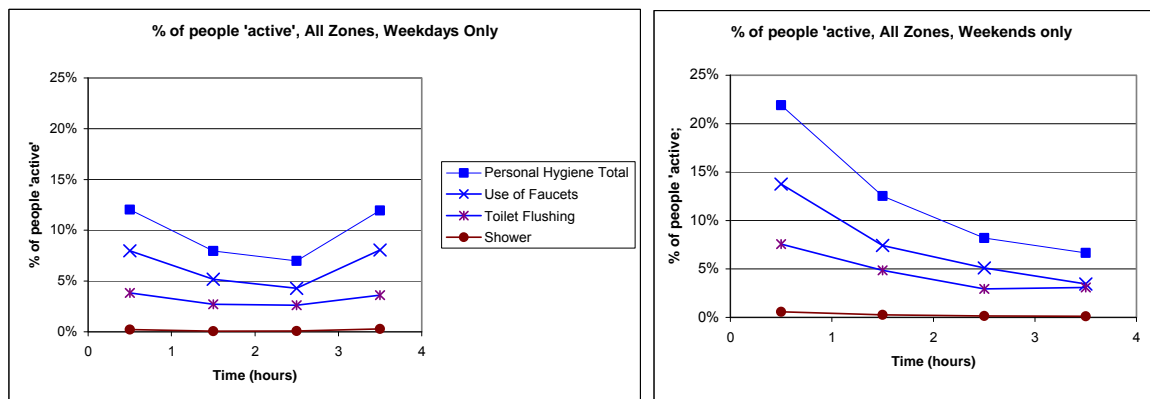 % of people 'active', All Zones, Weekdays Only
% of people 'active'
25%
20%
15%
10%
5%
0%
0 1 2 3 4
Time (hours)
Personal Hygiene Total
Use of Faucets
Toilet Flushing
Shower
% of people 'active, All Zones, Weekends only
% of people 'active;
25%
20%
15%
10%
5%
0%
0 1 2 3 4
Time (hours)